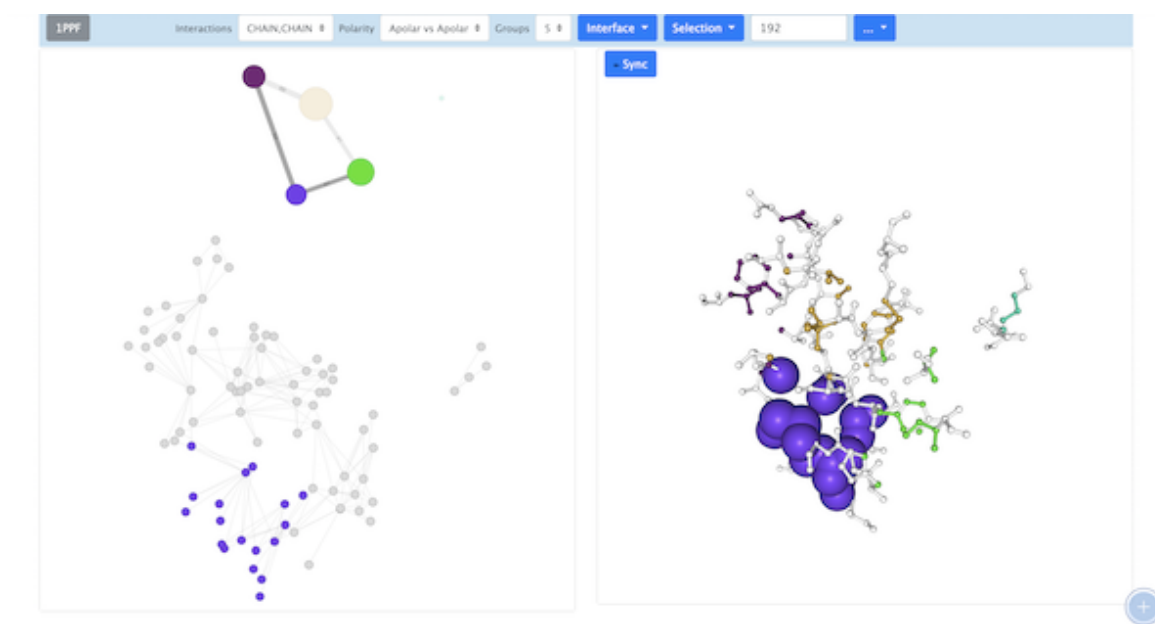 1PPF Interactions CHAIN,CHAIN Polarity Apolar vs Apolar Groups 5 Interface Selection 192 ...
Sync